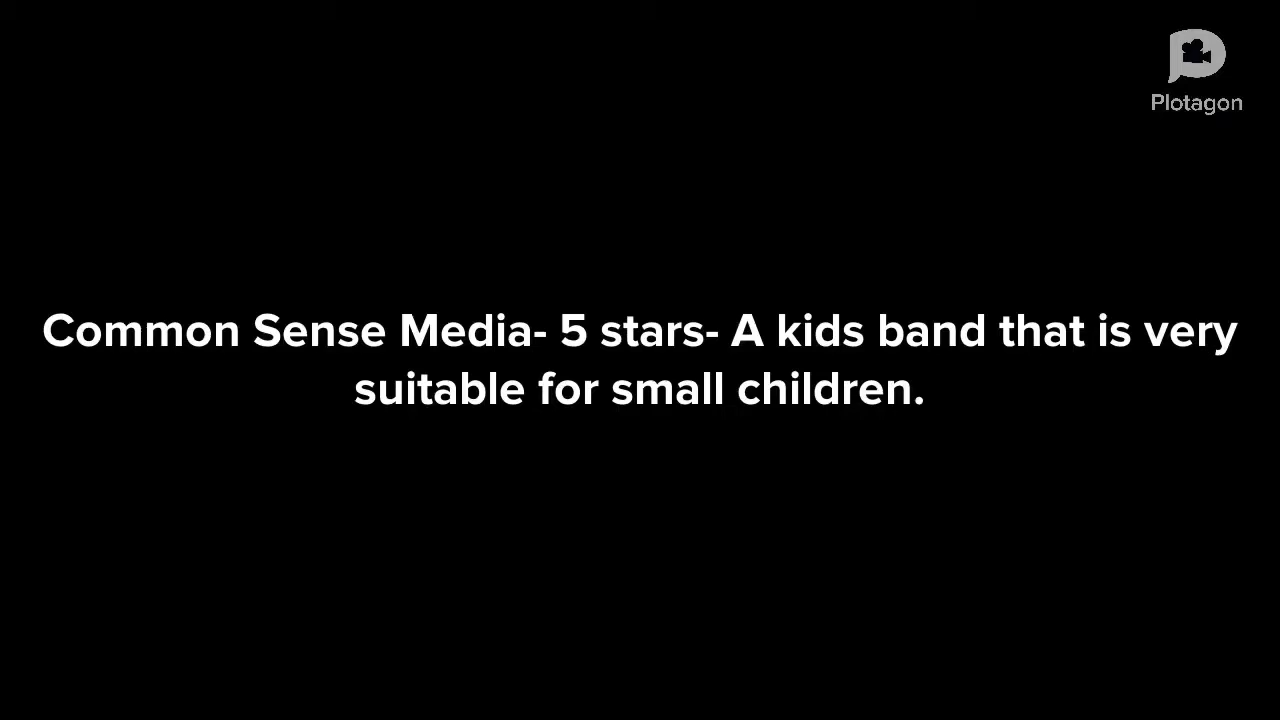 Plotagon
Common Sense Media- 5 stars- A kids band that is very
suitable for small children.